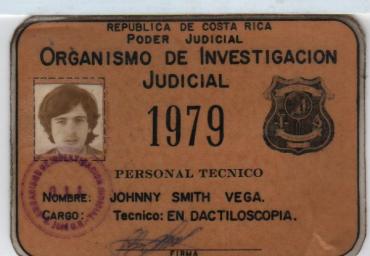 REPUBLICA DE COSTA RICA
PODER JUDICIAL
ORGANISMO DE INVESTIGACION
JUDICIAL
1979
PERSONAL TECNICO
NOMBRE: JOHNNY SMITH VEGA.
CARGO: Tecnico: EN DACTILOSCOPIA.
FIRMA